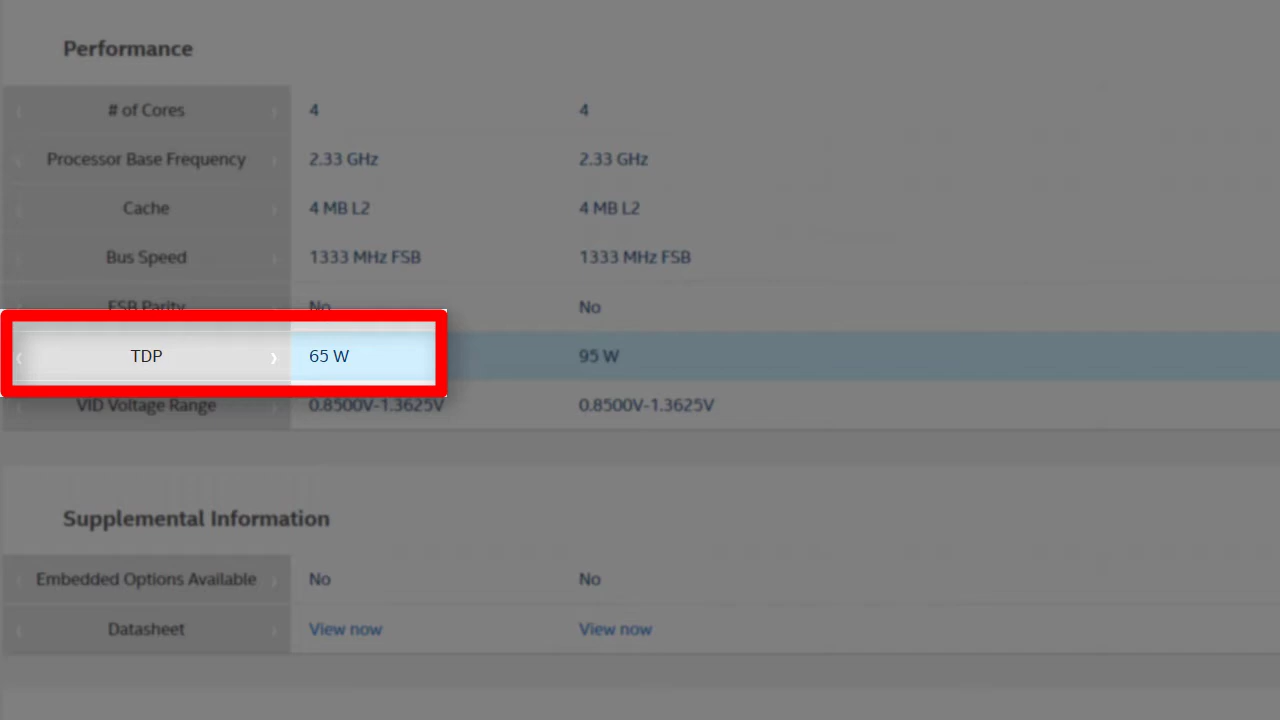 Performance
# of Cores 4 4
Processor Base Frequency 2.33 GHz 2.33 GHz
Cache 4 MB L2 4 MB L2
Bus Speed 1333 MHz FSB 1333 MHz FSB
FSB Parity No No
TDP 65 W 95 W
VID Voltage Range 0.8500V-1.3625V 0.8500V-1.3625V
Supplemental Information
Embedded Options Available No No
Datasheet View now View now